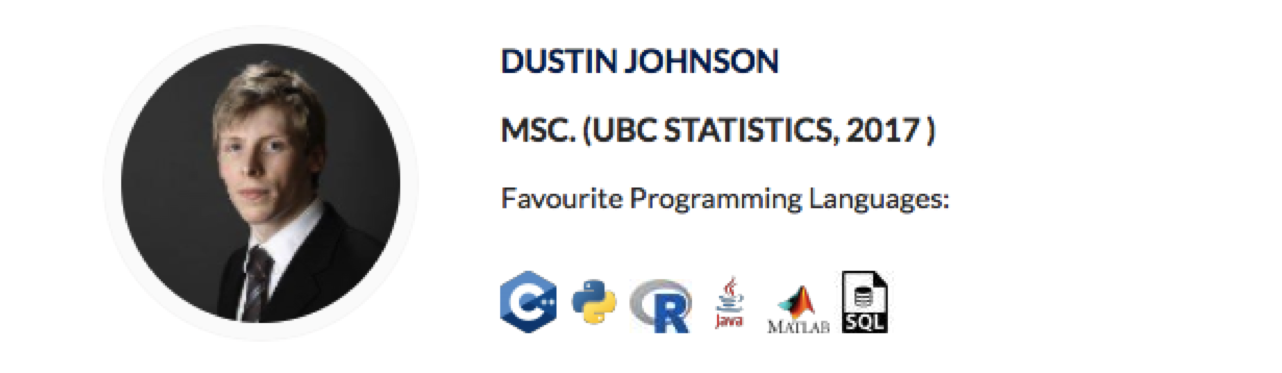 DUSTIN JOHNSON
MSC. (UBC STATISTICS, 2017 )
Favourite Programming Languages:
C++ R Java MATLAB SQL